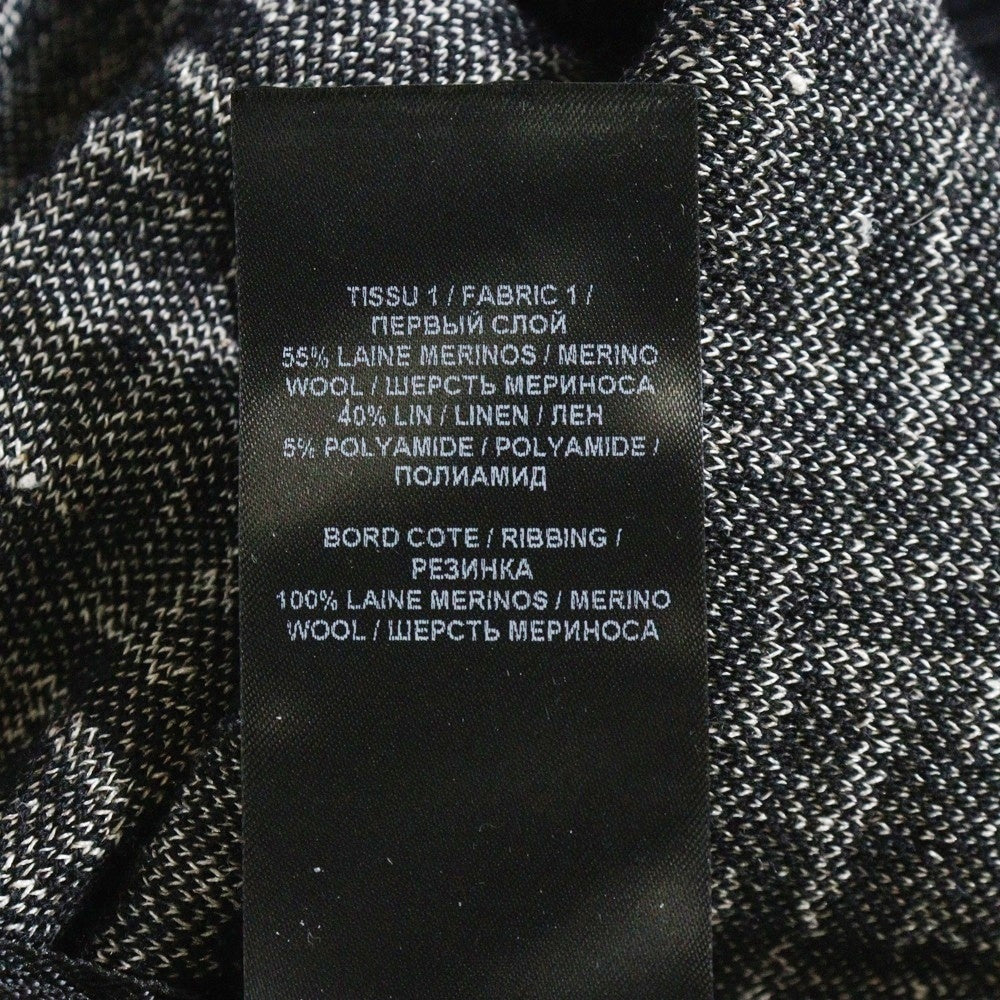 TISSU 1 / FABRIC 1 /
ПЕРВЫЙ СЛОЙ
55% LAINE MERINOS / MERINO
WOOL / ШЕРСТЬ МЕРИНОСА
40% LIN / LINEN / ЛЕН
5% POLYAMIDE / POLYAMIDE /
ПОЛИАМИД
BORD COTE / RIBBING /
РЕЗИНКА
100% LAINE MERINOS / MERINO
WOOL / ШЕРСТЬ МЕРИНОСА